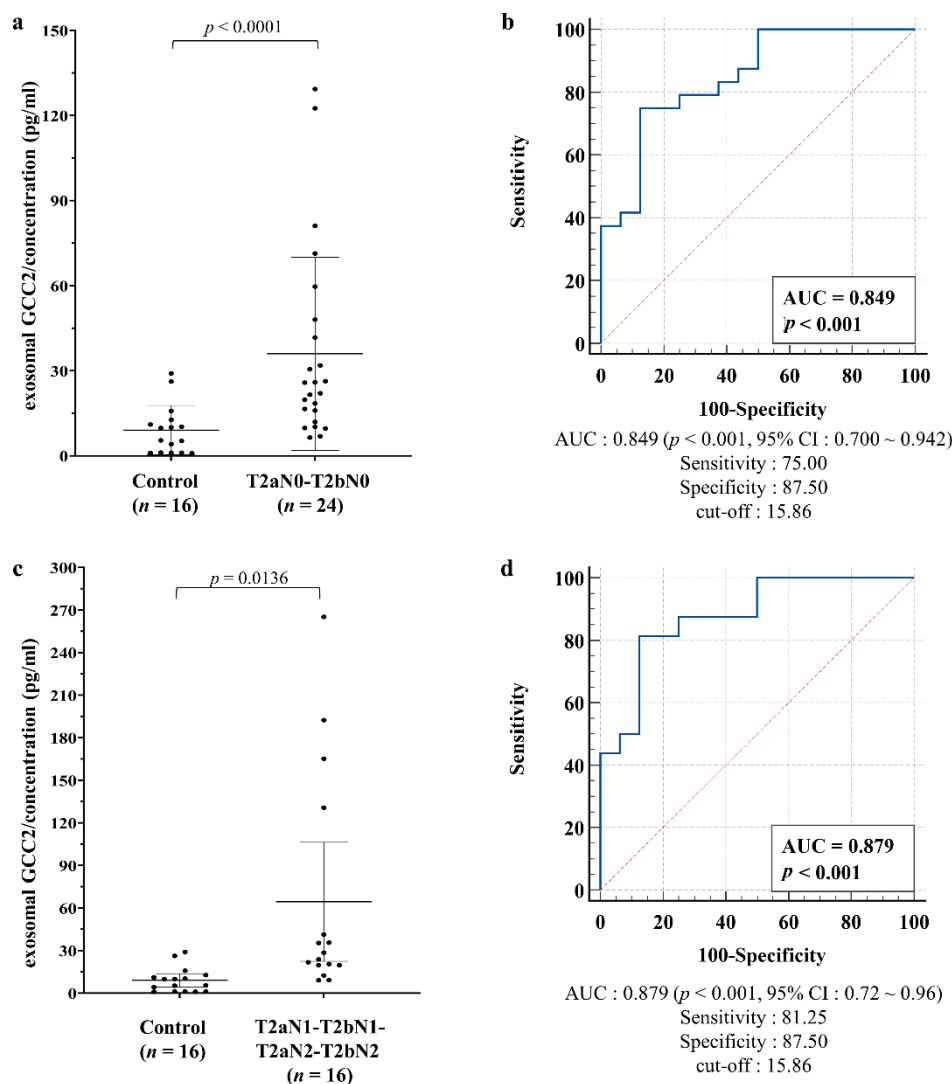 a
p < 0.0001
exosomal GCC2/concentration (pg/ml)
150
120
90
60
30
0
Control
(n = 16)
T2aN0-T2bN0
(n = 24)
b
Sensitivity
100
80
60
40
20
0
AUC = 0.849
p < 0.001
0 20 40 60 80 100
100-Specificity
AUC : 0.849 (p < 0.001, 95% CI : 0.700 ~ 0.942)
Sensitivity : 75.00
Specificity : 87.50
cut-off : 15.86
c
p = 0.0136
exosomal GCC2/concentration (pg/ml)
300
270
240
210
180
150
120
90
60
30
0
Control
(n = 16)
T2aN1-T2bN1-
T2aN2-T2bN2
(n = 16)
d
Sensitivity
100
80
60
40
20
0
AUC = 0.879
p < 0.001
0 20 40 60 80 100
100-Specificity
AUC : 0.879 (p < 0.001, 95% CI : 0.72 ~ 0.96)
Sensitivity : 81.25
Specificity : 87.50
cut-off : 15.86